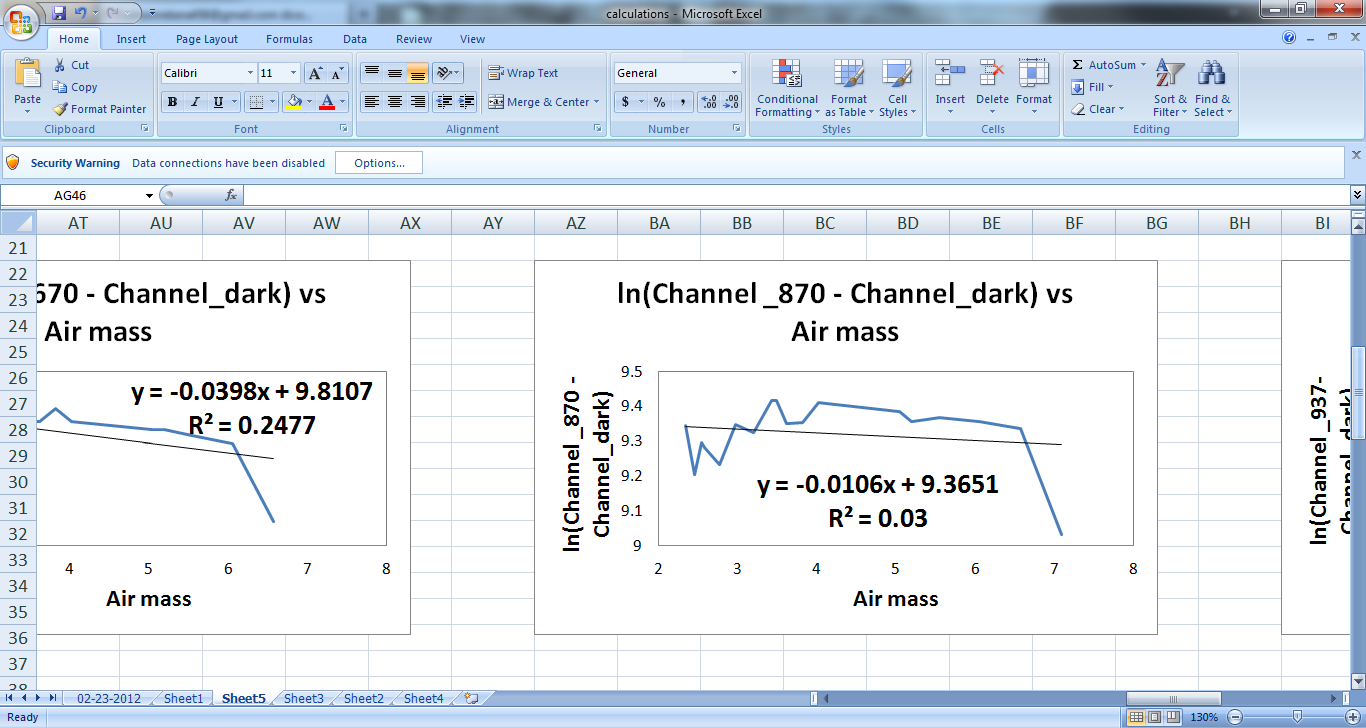 calculations - Microsoft Excel
Home Insert Page Layout Formulas Data Review View
Paste
Cut
Copy
Format Painter
Clipboard
Calibri 11
B I U
Font
Wrap Text
Merge & Center
Alignment
General
$ % ,
Number
Conditional Formatting
Format as Table
Cell Styles
Styles
Insert Delete Format
Cells
AutoSum
Fill
Clear
Sort & Filter
Find & Select
Editing
Security Warning Data connections have been disabled Options...
AG46 fx
AT AU AV AW AX AY AZ BA BB BC BD BE BF BG BH BI
21
22
23
24
25
26
27
28
29
30
31
32
33
34
35
36
37
38
670 - Channel_dark) vs
Air mass
y = -0.0398x + 9.8107
R² = 0.2477
4 5 6 7 8
Air mass
ln(Channel _870 - Channel_dark) vs
Air mass
ln(Channel _870 -
Channel_dark)
9.5
9.4
9.3
9.2
9.1
9
y = -0.0106x + 9.3651
R² = 0.03
2 3 4 5 6 7 8
Air mass
ln(Channel _937-
Channel_dark)
02-23-2012 Sheet1 Sheet5 Sheet3 Sheet2 Sheet4
Ready 130%